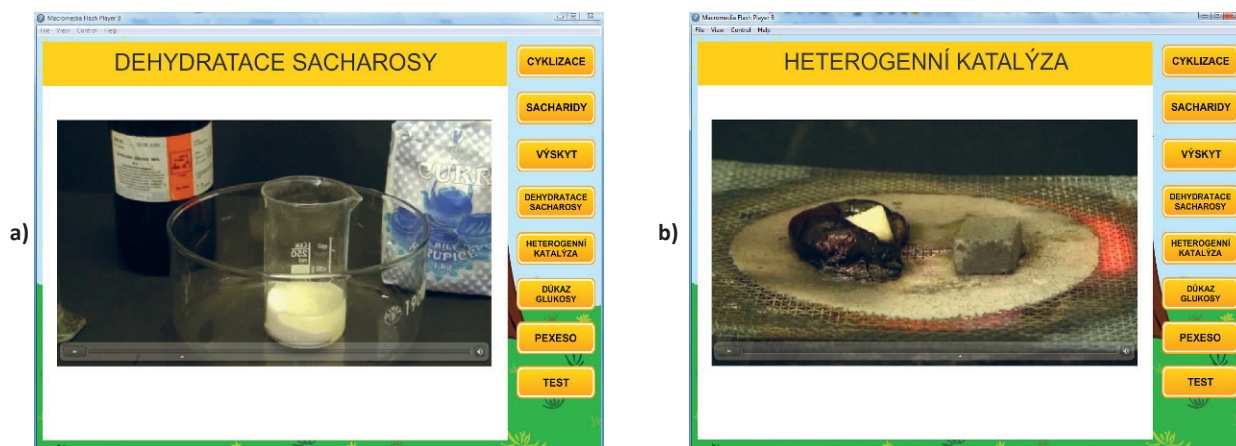 a)
Macromedia Flash Player 8
File View Control Help
DEHYDRATACE SACHAROSY
CYKLIZACE
SACHARIDY
VÝSKYT
DEHYDRATACE
SACHAROSY
HETEROGENNÍ
KATALÝZA
DŮKAZ
GLUKOSY
PEXESO
TEST
250
KRUPICE
b)
Macromedia Flash Player 8
File View Control Help
HETEROGENNÍ KATALÝZA
CYKLIZACE
SACHARIDY
VÝSKYT
DEHYDRATACE
SACHAROSY
HETEROGENNÍ
KATALÝZA
DŮKAZ
GLUKOSY
PEXESO
TEST